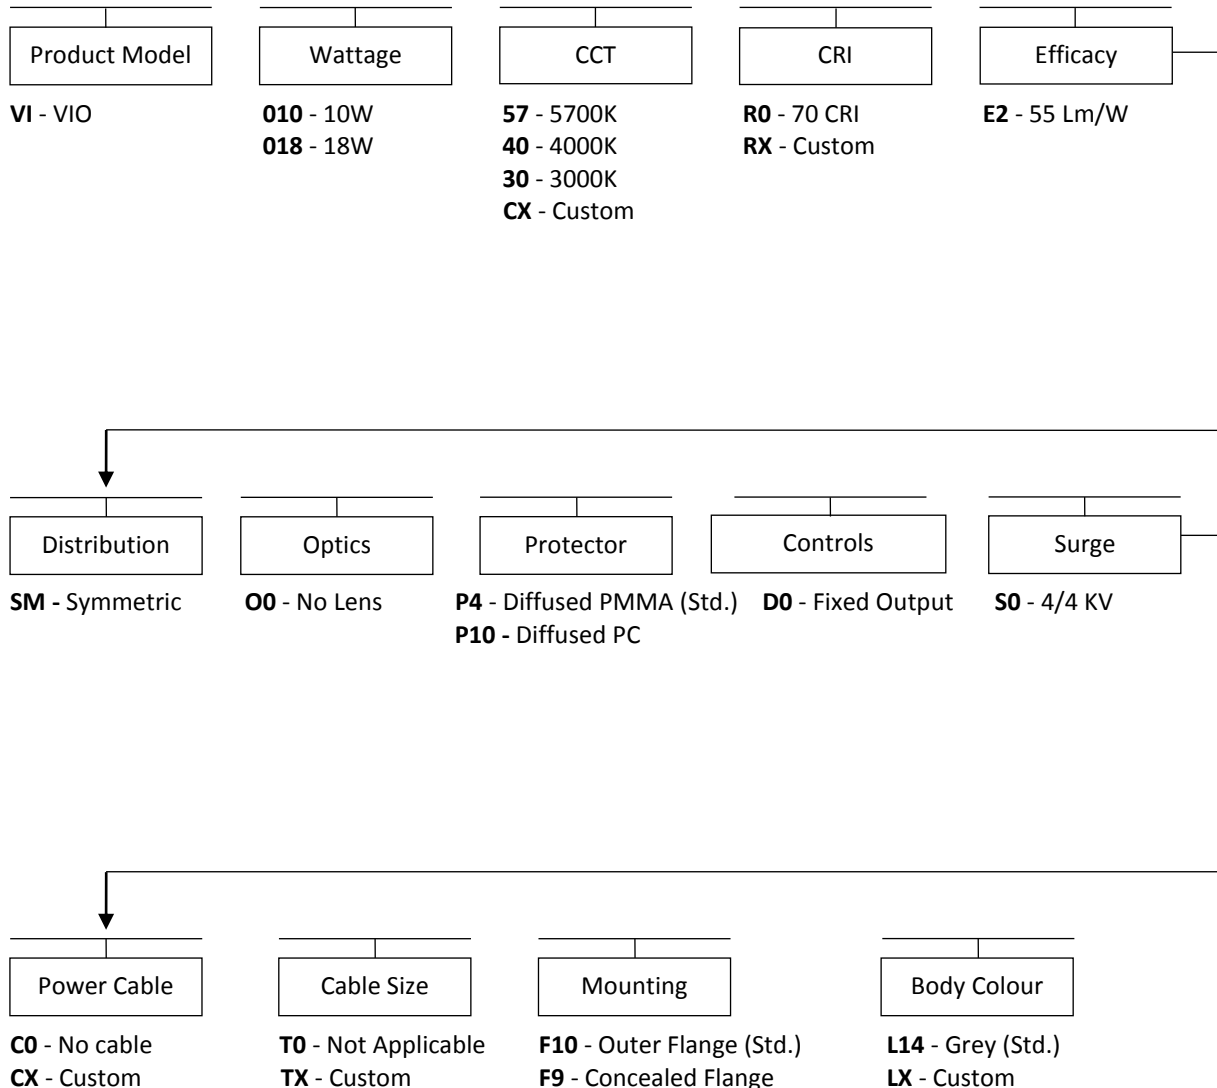 Product Model Wattage CCT CRI Efficacy
VI - VIO 010 - 10W 57 - 5700K R0 - 70 CRI E2 - 55 Lm/W
018 - 18W 40 - 4000K RX - Custom
30 - 3000K
CX - Custom
Distribution Optics Protector Controls Surge
SM - Symmetric O0 - No Lens P4 - Diffused PMMA (Std.) D0 - Fixed Output S0 - 4/4 KV
P10 - Diffused PC
Power Cable Cable Size Mounting Body Colour
C0 - No cable T0 - Not Applicable F10 - Outer Flange (Std.) L14 - Grey (Std.)
CX - Custom TX - Custom F9 - Concealed Flange LX - Custom